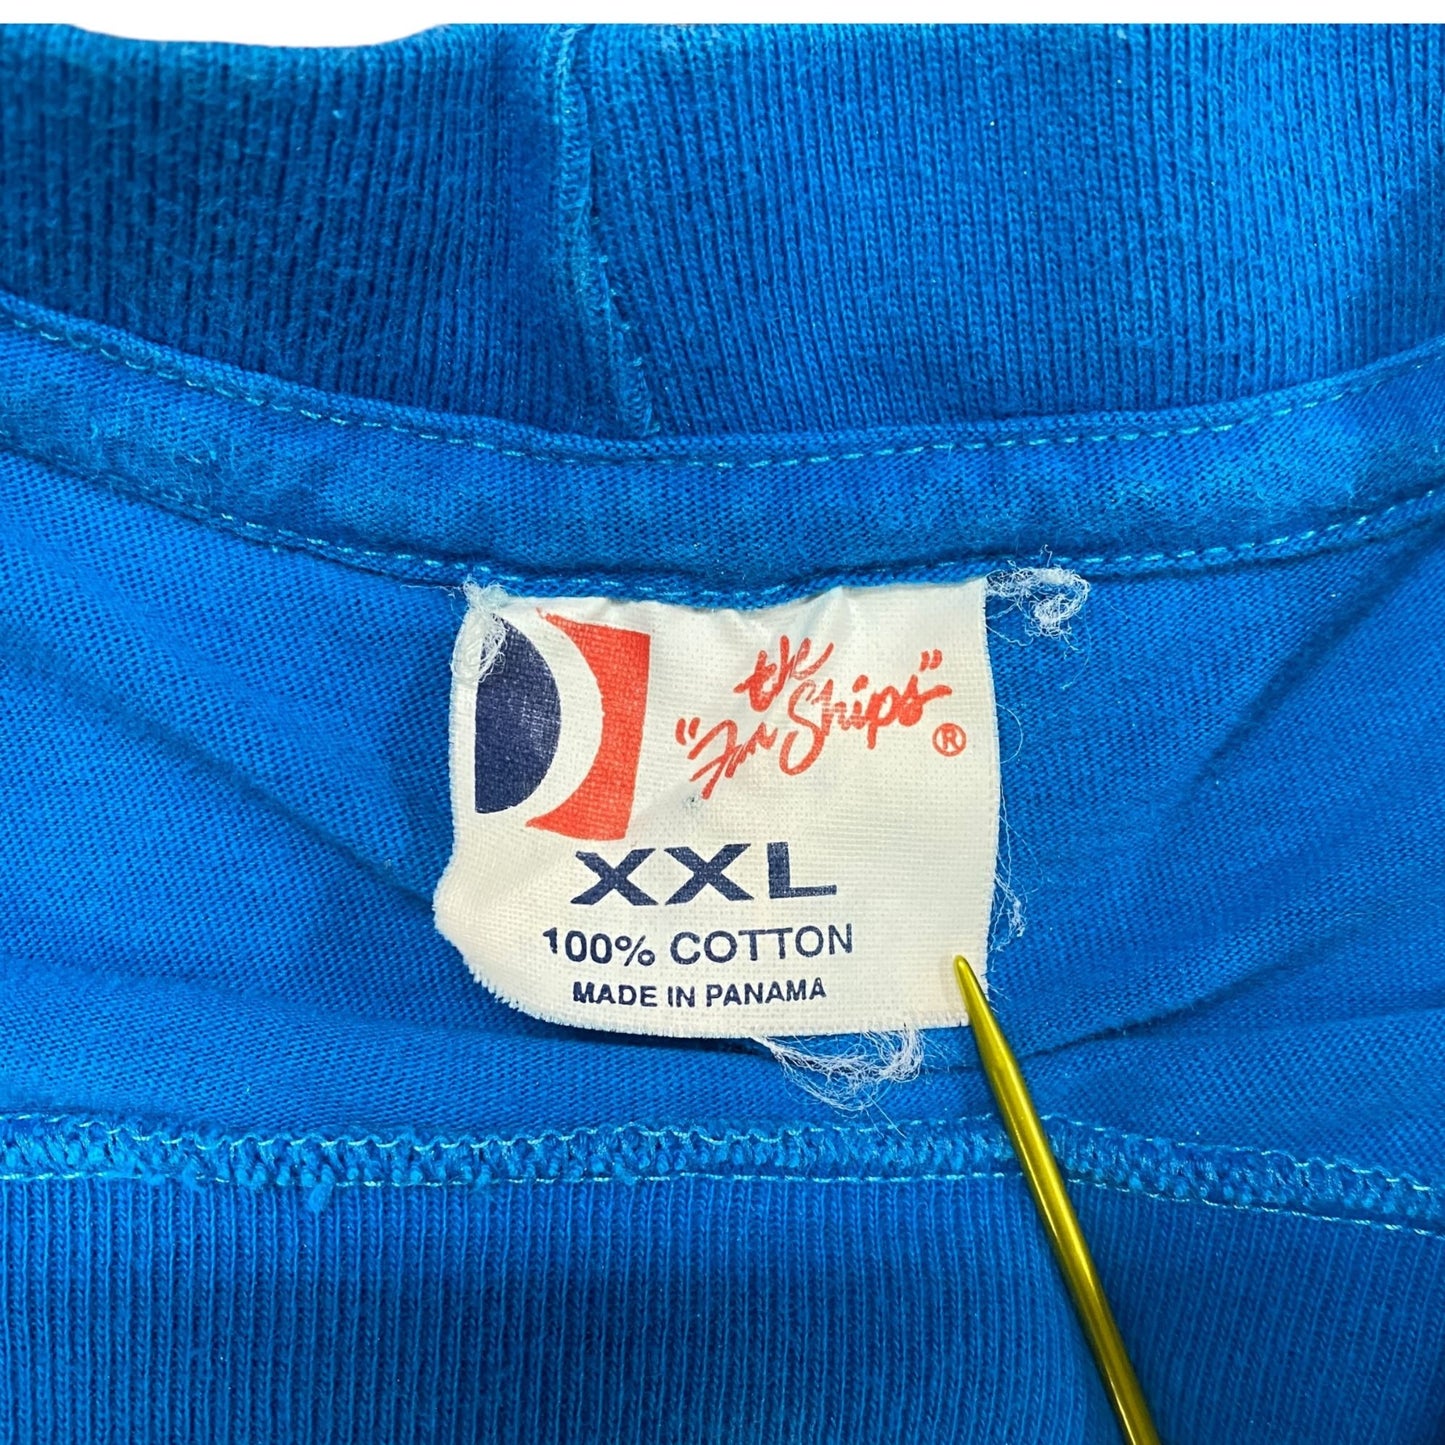 the
"Fun Ships" ®
XXL
100% COTTON
MADE IN PANAMA